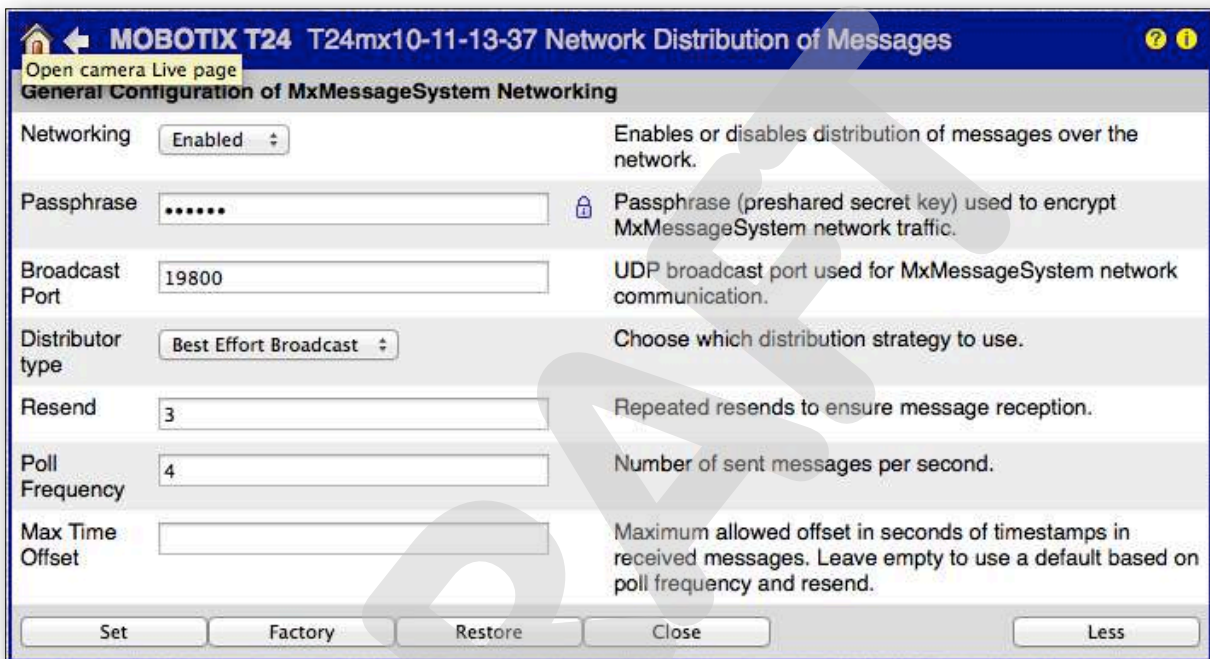 MOBOTIX T24 T24mx10-11-13-37 Network Distribution of Messages
? i
Open camera Live page
General Configuration of MxMessageSystem Networking
Networking
Enabled
Enables or disables distribution of messages over the
network.
Passphrase
••••••
Passphrase (preshared secret key) used to encrypt
MxMessageSystem network traffic.
Broadcast
Port
19800
UDP broadcast port used for MxMessageSystem network
communication.
Distributor
type
Best Effort Broadcast
Choose which distribution strategy to use.
Resend
3
Repeated resends to ensure message reception.
Poll
Frequency
4
Number of sent messages per second.
Max Time
Offset
Maximum allowed offset in seconds of timestamps in
received messages. Leave empty to use a default based on
poll frequency and resend.
Set Factory Restore Close Less